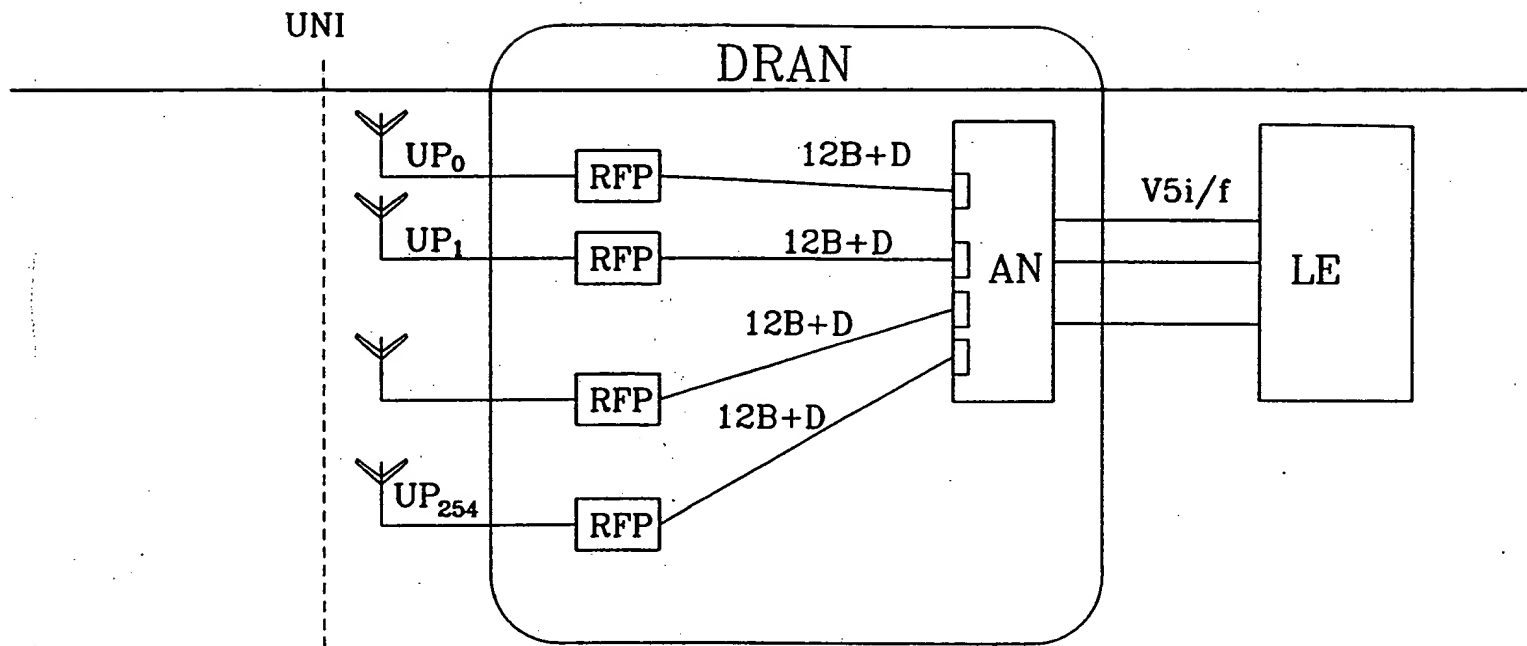 UNI
DRAN
UP₀
RFP
12B+D
V5i/f
UP₁
RFP
12B+D
AN
LE
12B+D
RFP
12B+D
UP₂₅₄
RFP